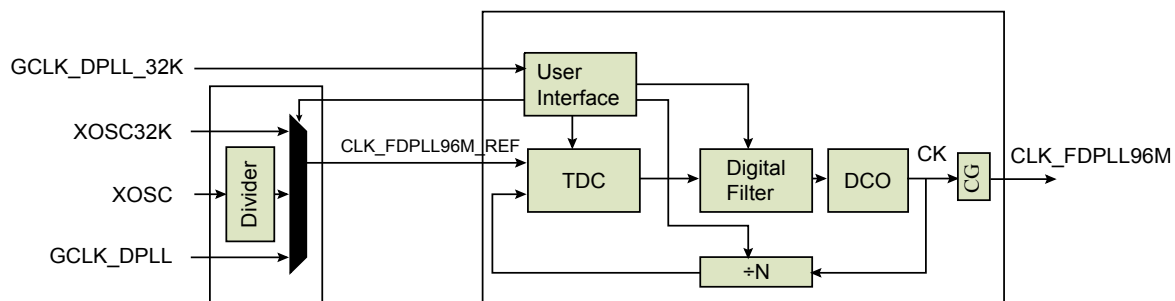 GCLK_DPLL_32K
User
Interface
XOSC32K
CLK_FDPLL96M_REF
CK
CLK_FDPLL96M
XOSC
Divider
TDC
Digital
Filter
DCO
CG
GCLK_DPLL
÷N